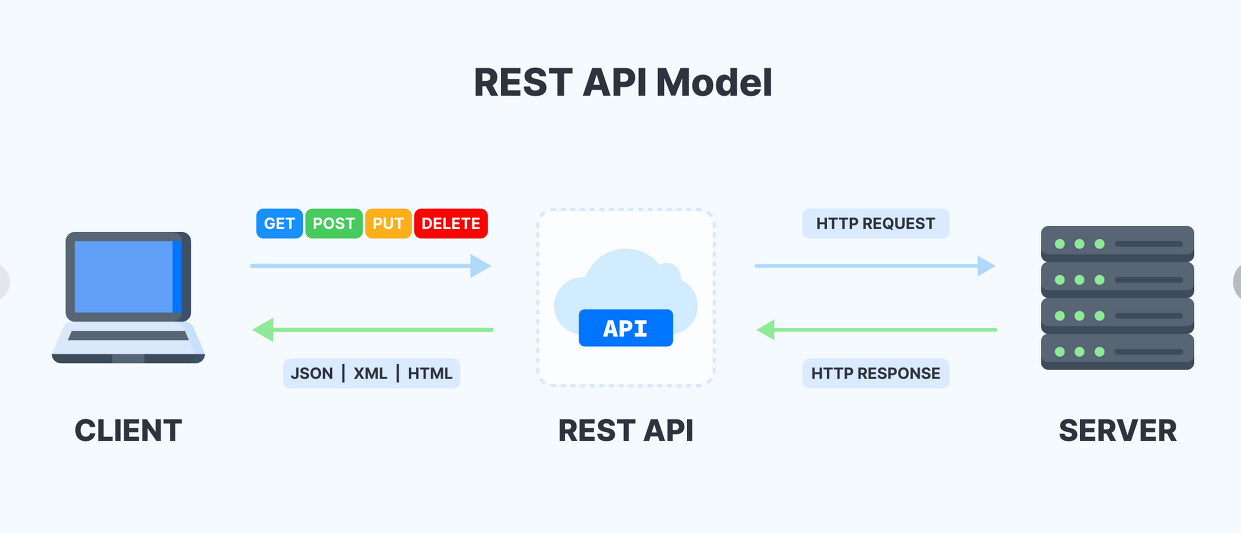 REST API Model
GET POST PUT DELETE
HTTP REQUEST
API
JSON | XML | HTML
HTTP RESPONSE
CLIENT
REST API
SERVER